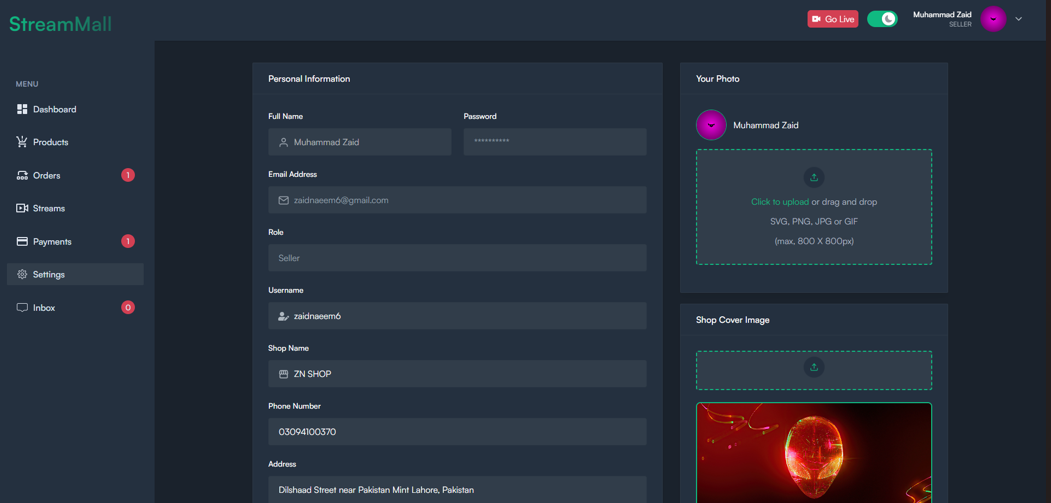 StreamMall
Go Live
Muhammad Zaid
SELLER
MENU
Dashboard
Products
Orders 1
Streams
Payments 1
Settings
Inbox 0
Personal Information
Full Name
Muhammad Zaid
Password
**********
Email Address
zaidnaeem6@gmail.com
Role
Seller
Username
zaidnaeem6
Shop Name
ZN SHOP
Phone Number
03094100370
Address
Dilshaad Street near Pakistan Mint Lahore, Pakistan
Your Photo
Muhammad Zaid
Click to upload or drag and drop
SVG, PNG, JPG or GIF
(max, 800 X 800px)
Shop Cover Image